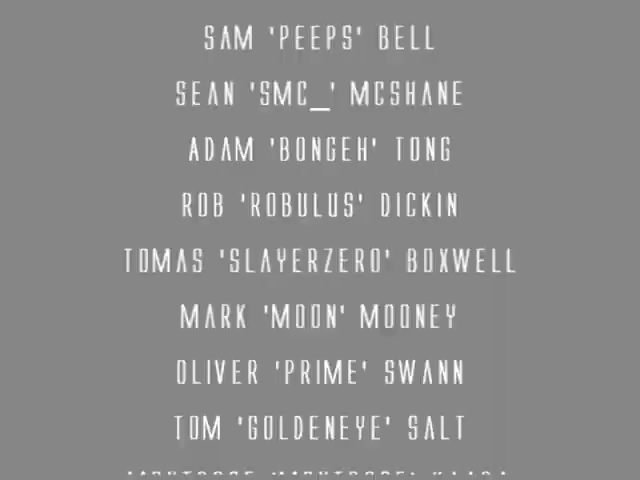 SAM 'PEEPS' BELL
SEAN 'SMC_' MCSHANE
ADAM 'BONGEH' TONG
ROB 'ROBULUS' DICKIN
TOMAS 'SLAYERZERO' BOXWELL
MARK 'MOON' MOONEY
OLIVER 'PRIME' SWANN
TOM 'GOLDENEYE' SALT